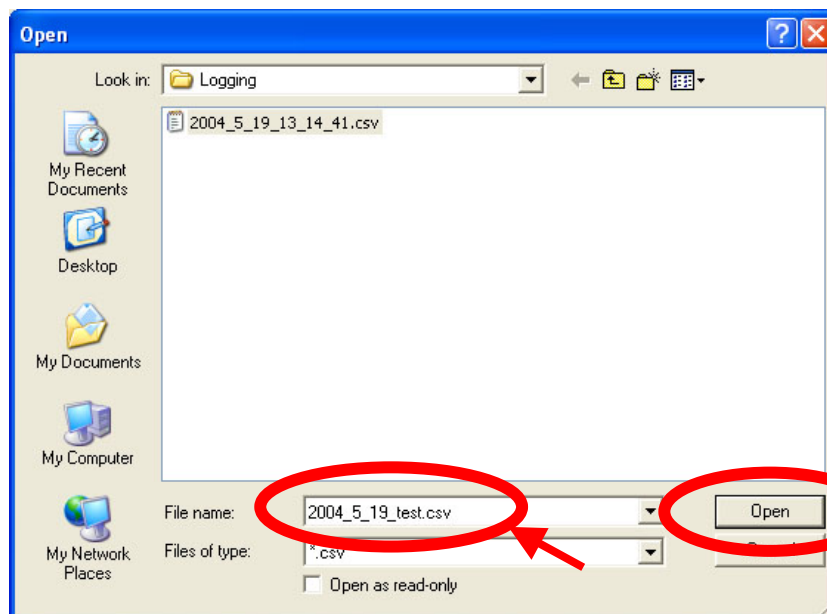 Open
Look in: Logging
2004_5_19_13_14_41.csv
My Recent
Documents
Desktop
My Documents
My Computer
My Network
Places
File name: 2004_5_19_test.csv Open
Files of type: *.csv
Open as read-only